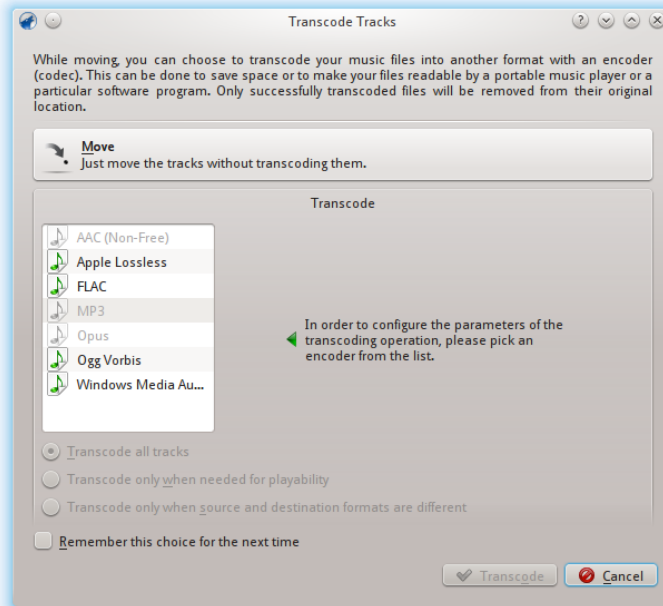 Transcode Tracks
While moving, you can choose to transcode your music files into another format with an encoder
(codec). This can be done to save space or to make your files readable by a portable music player or a
particular software program. Only successfully transcoded files will be removed from their original
location.
Move
Just move the tracks without transcoding them.
Transcode
AAC (Non-Free)
Apple Lossless
FLAC
MP3
Opus
Ogg Vorbis
Windows Media Au...
In order to configure the parameters of the
transcoding operation, please pick an
encoder from the list.
Transcode all tracks
Transcode only when needed for playability
Transcode only when source and destination formats are different
Remember this choice for the next time
Transcode
Cancel